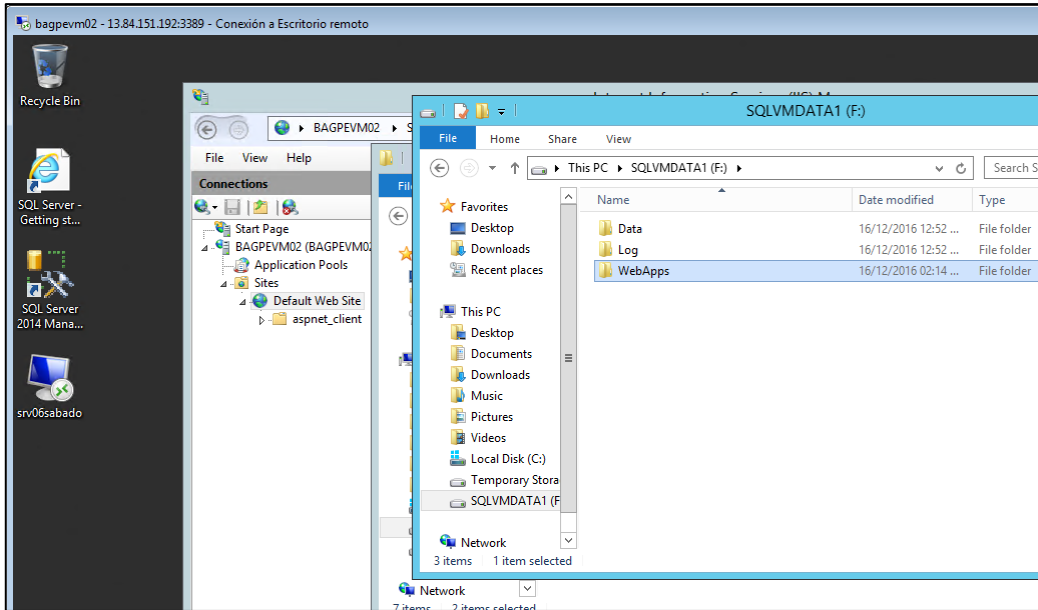 bagpevm02 - 13.84.151.192:3389 - Conexión a Escritorio remoto
Recycle Bin
SQL Server -
Getting st...
SQL Server
2014 Mana...
srv06sabado
BAGPEVM02
File View Help
Connections
Start Page
BAGPEVM02 (BAGPEVM02
Application Pools
Sites
Default Web Site
aspnet_client
SQLVMDATA1 (F:)
File Home Share View
This PC SQLVMDATA1 (F:)
Search S
Favorites
Desktop
Downloads
Recent places
This PC
Desktop
Documents
Downloads
Music
Pictures
Videos
Local Disk (C:)
Temporary Stora
SQLVMDATA1 (F
Network
Name Date modified Type
Data 16/12/2016 12:52 ... File folder
Log 16/12/2016 12:52 ... File folder
WebApps 16/12/2016 02:14 ... File folder
3 items 1 item selected
Network
7 items 2 items selected